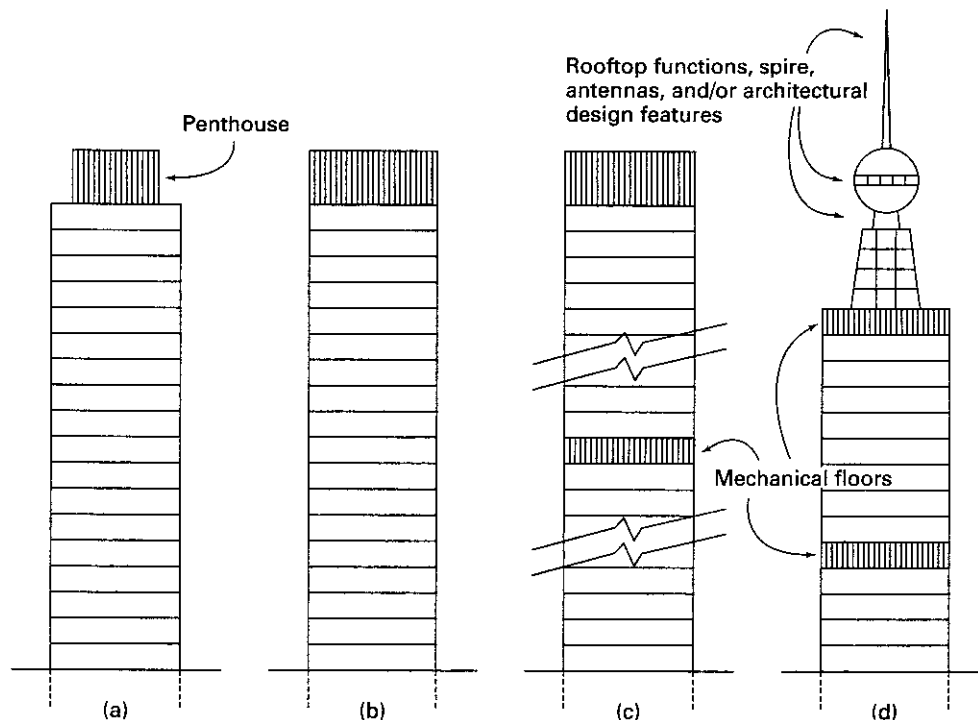 Rooftop functions, spire,
antennas, and/or architectural
design features
Penthouse
Mechanical floors
(a)
(b)
(c)
(d)